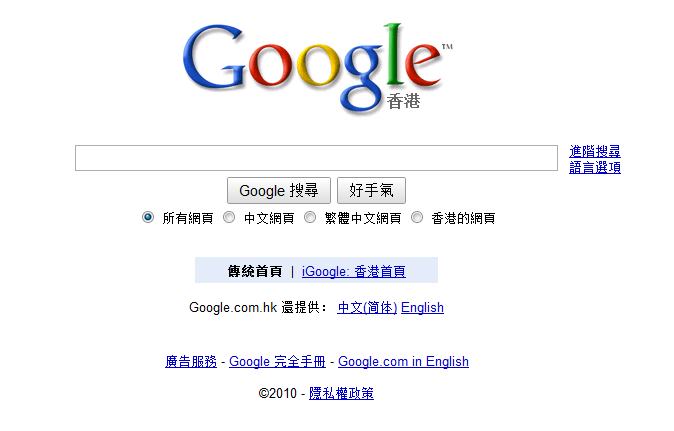 Google™
香港
進階搜尋
語言選項
Google 搜尋 好手氣
所有網頁 中文網頁 繁體中文網頁 香港的網頁
傳統首頁 | iGoogle: 香港首頁
Google.com.hk 還提供： 中文(简体) English
廣告服務 - Google 完全手冊 - Google.com in English
©2010 - 隱私權政策